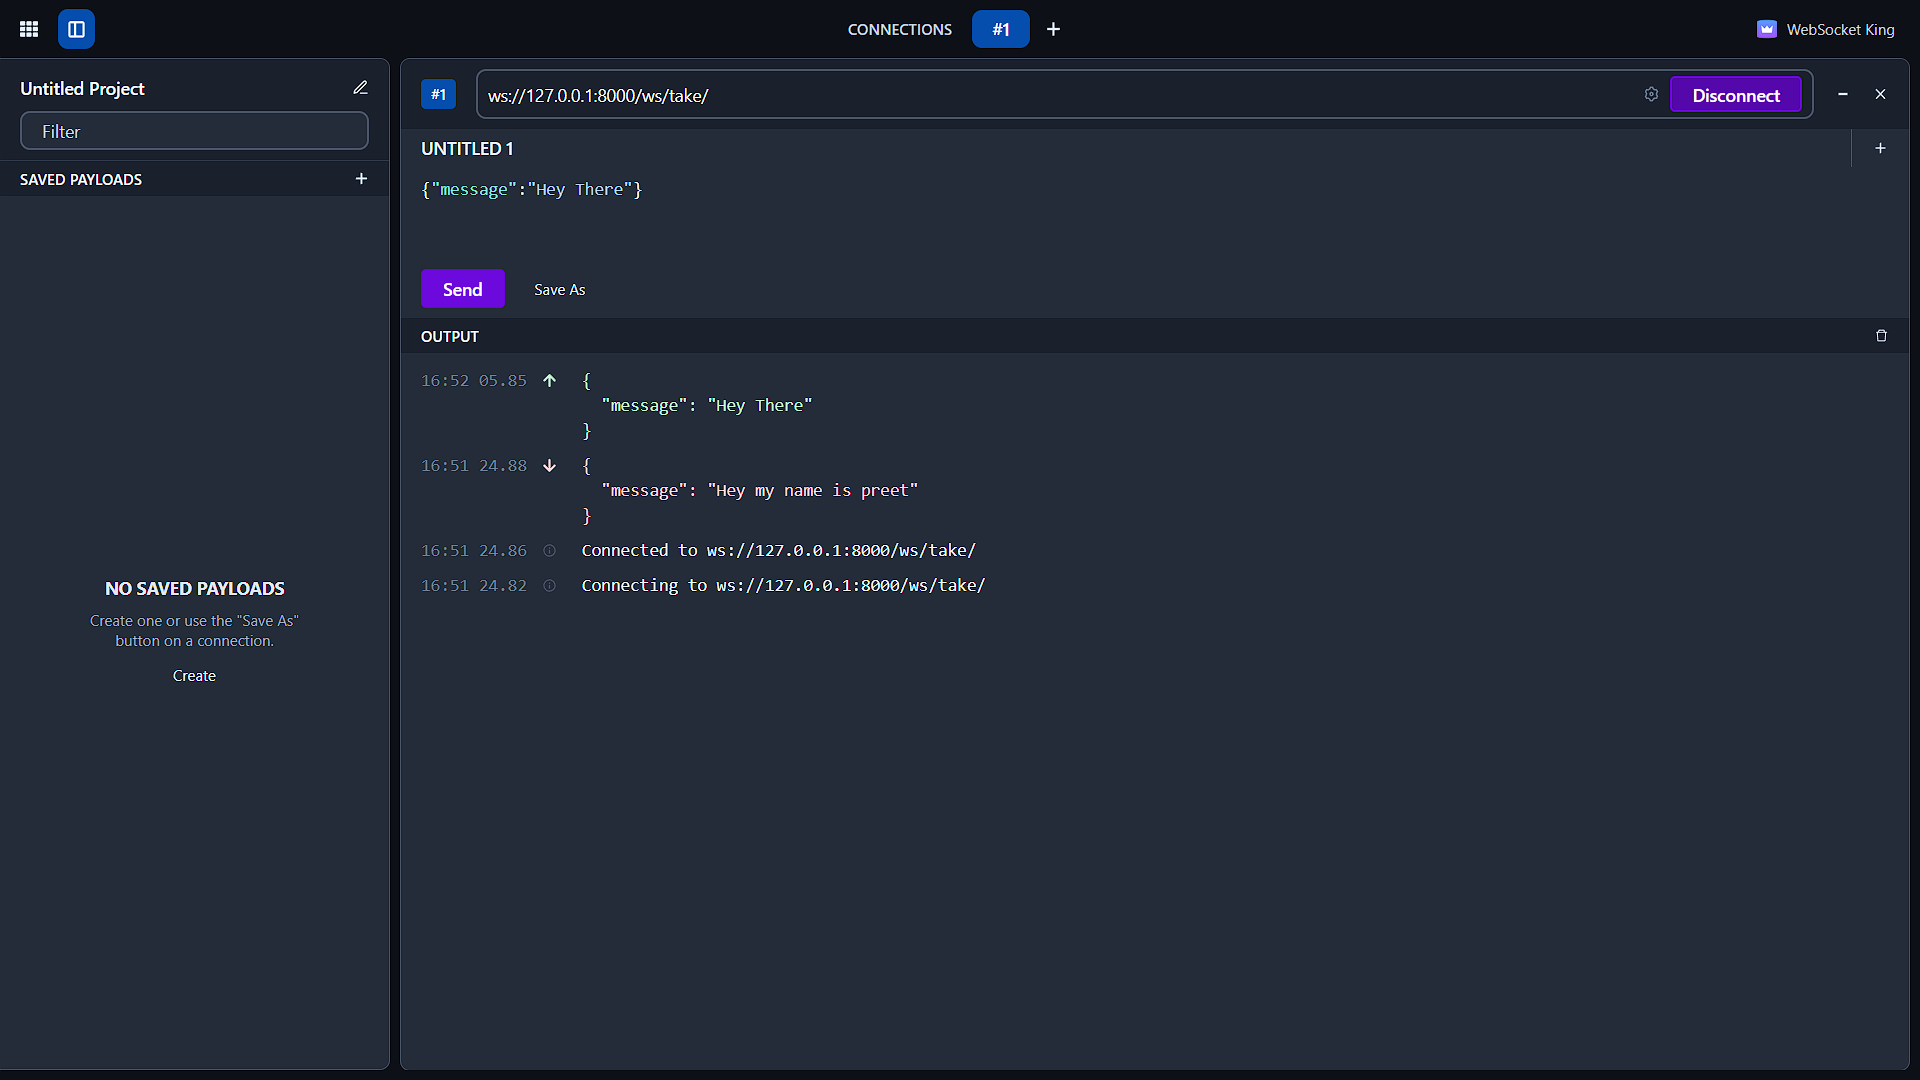 CONNECTIONS
#1
+
WebSocket King
Untitled Project
Filter
SAVED PAYLOADS
+
NO SAVED PAYLOADS
Create one or use the "Save As"
button on a connection.
Create
#1
ws://127.0.0.1:8000/ws/take/
Disconnect
UNTITLED 1
+
{"message":"Hey There"}
Send
Save As
OUTPUT
16:52 05.85 ↑ {
"message": "Hey There"
}
16:51 24.88 ↓ {
"message": "Hey my name is preet"
}
16:51 24.86 Connected to ws://127.0.0.1:8000/ws/take/
16:51 24.82 Connecting to ws://127.0.0.1:8000/ws/take/